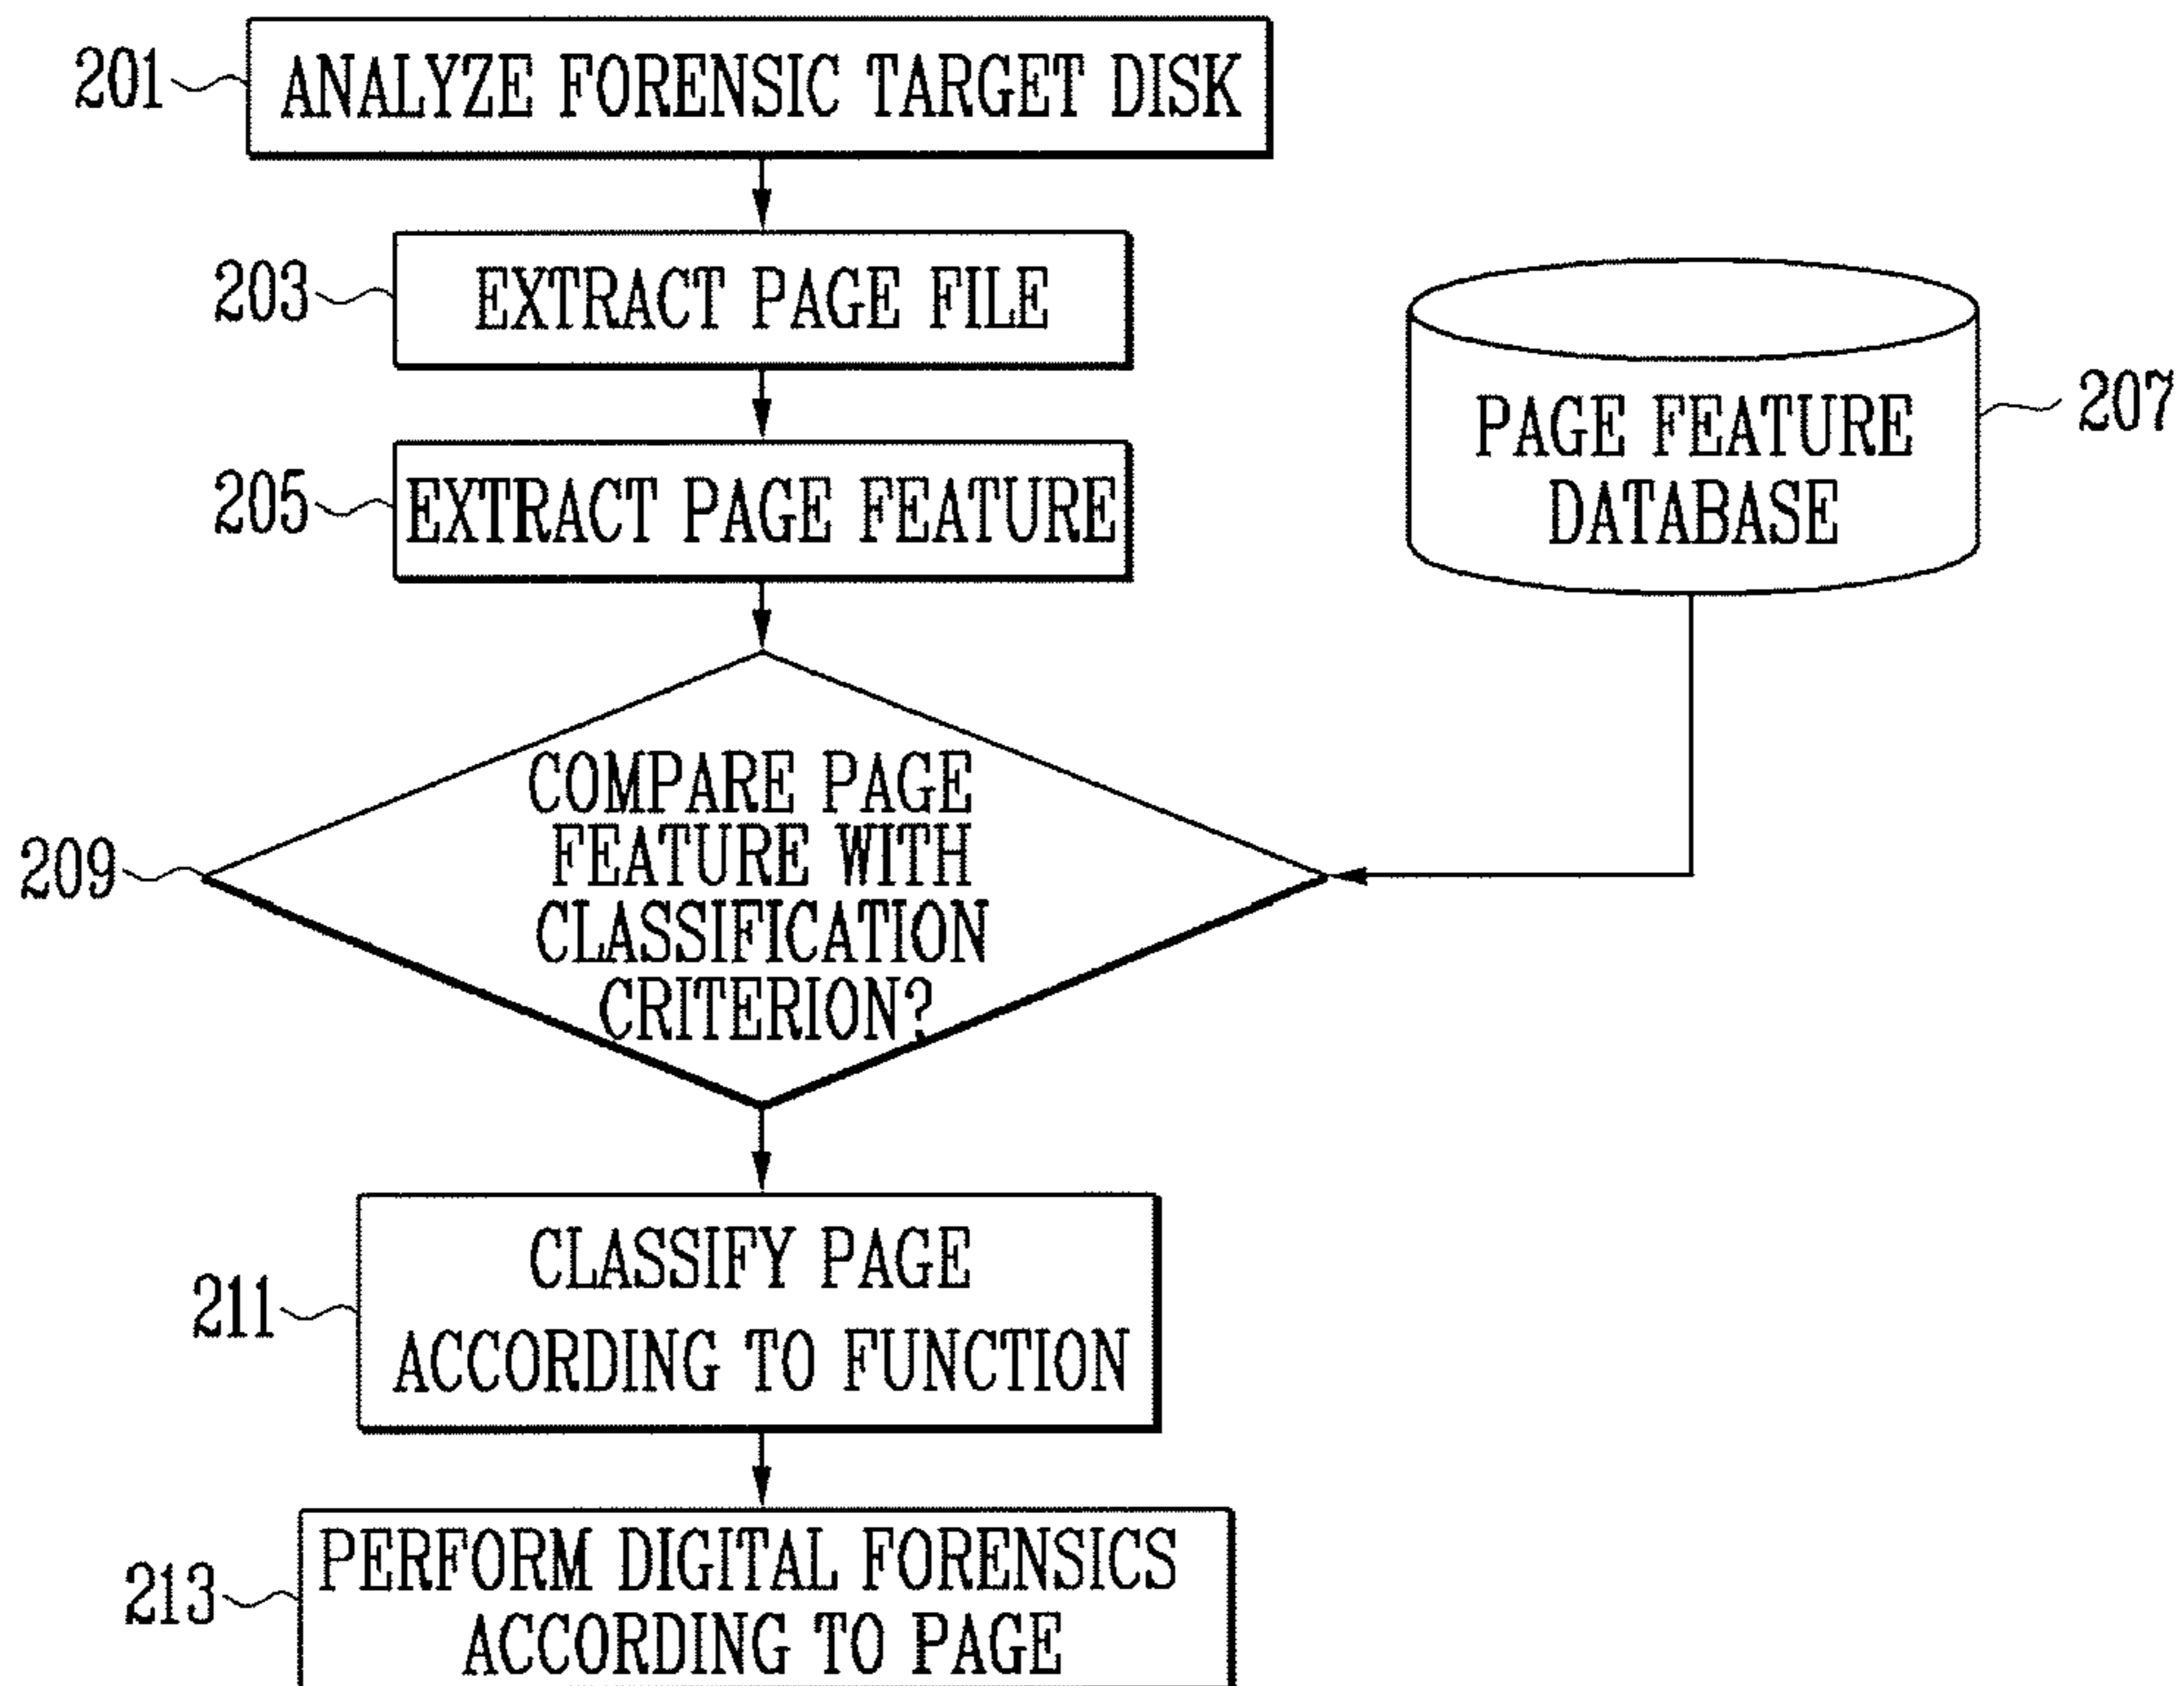 201
ANALYZE FORENSIC TARGET DISK
203
EXTRACT PAGE FILE
205
EXTRACT PAGE FEATURE
PAGE FEATURE
DATABASE
207
209
COMPARE PAGE
FEATURE WITH
CLASSIFICATION
CRITERION?
211
CLASSIFY PAGE
ACCORDING TO FUNCTION
213
PERFORM DIGITAL FORENSICS
ACCORDING TO PAGE